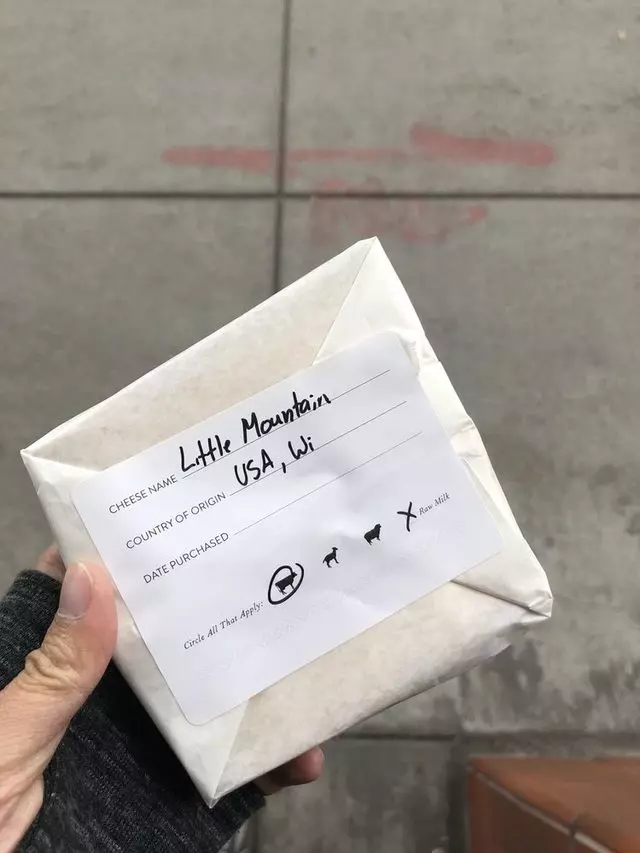 CHEESE NAME Little Mountain
COUNTRY OF ORIGIN USA, Wi
DATE PURCHASED
Circle All That Apply: X Raw Milk